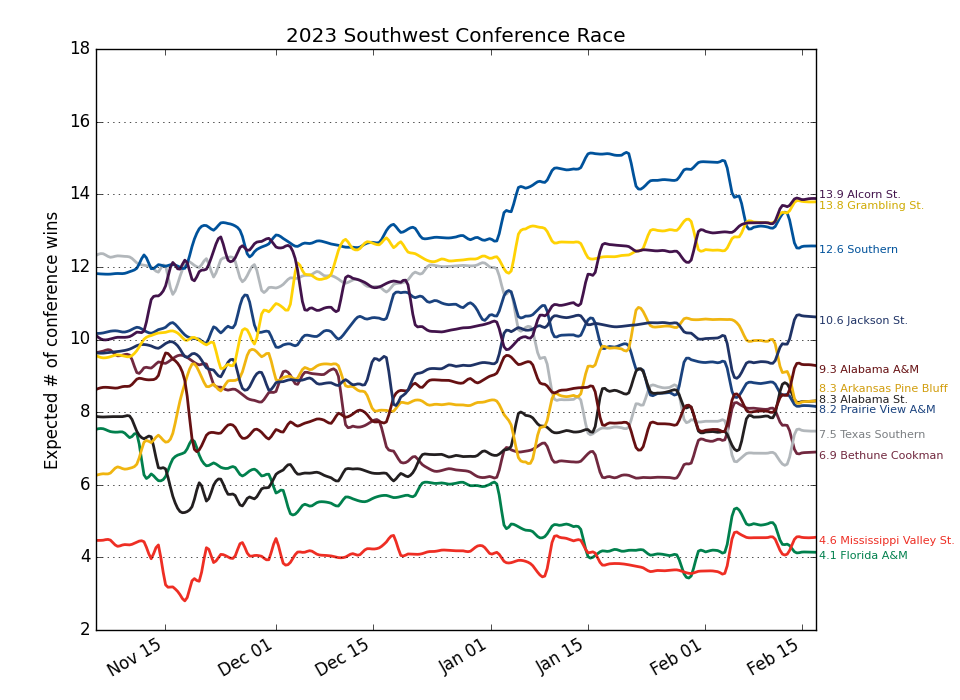 2023 Southwest Conference Race
Expected # of conference wins
18
16
14
12
10
8
6
4
2
Nov 15
Dec 01
Dec 15
Jan 01
Jan 15
Feb 01
Feb 15
13.9 Alcorn St.
13.8 Grambling St.
12.6 Southern
10.6 Jackson St.
9.3 Alabama A&M
8.3 Arkansas Pine Bluff
8.3 Alabama St.
8.2 Prairie View A&M
7.5 Texas Southern
6.9 Bethune Cookman
4.6 Mississippi Valley St.
4.1 Florida A&M